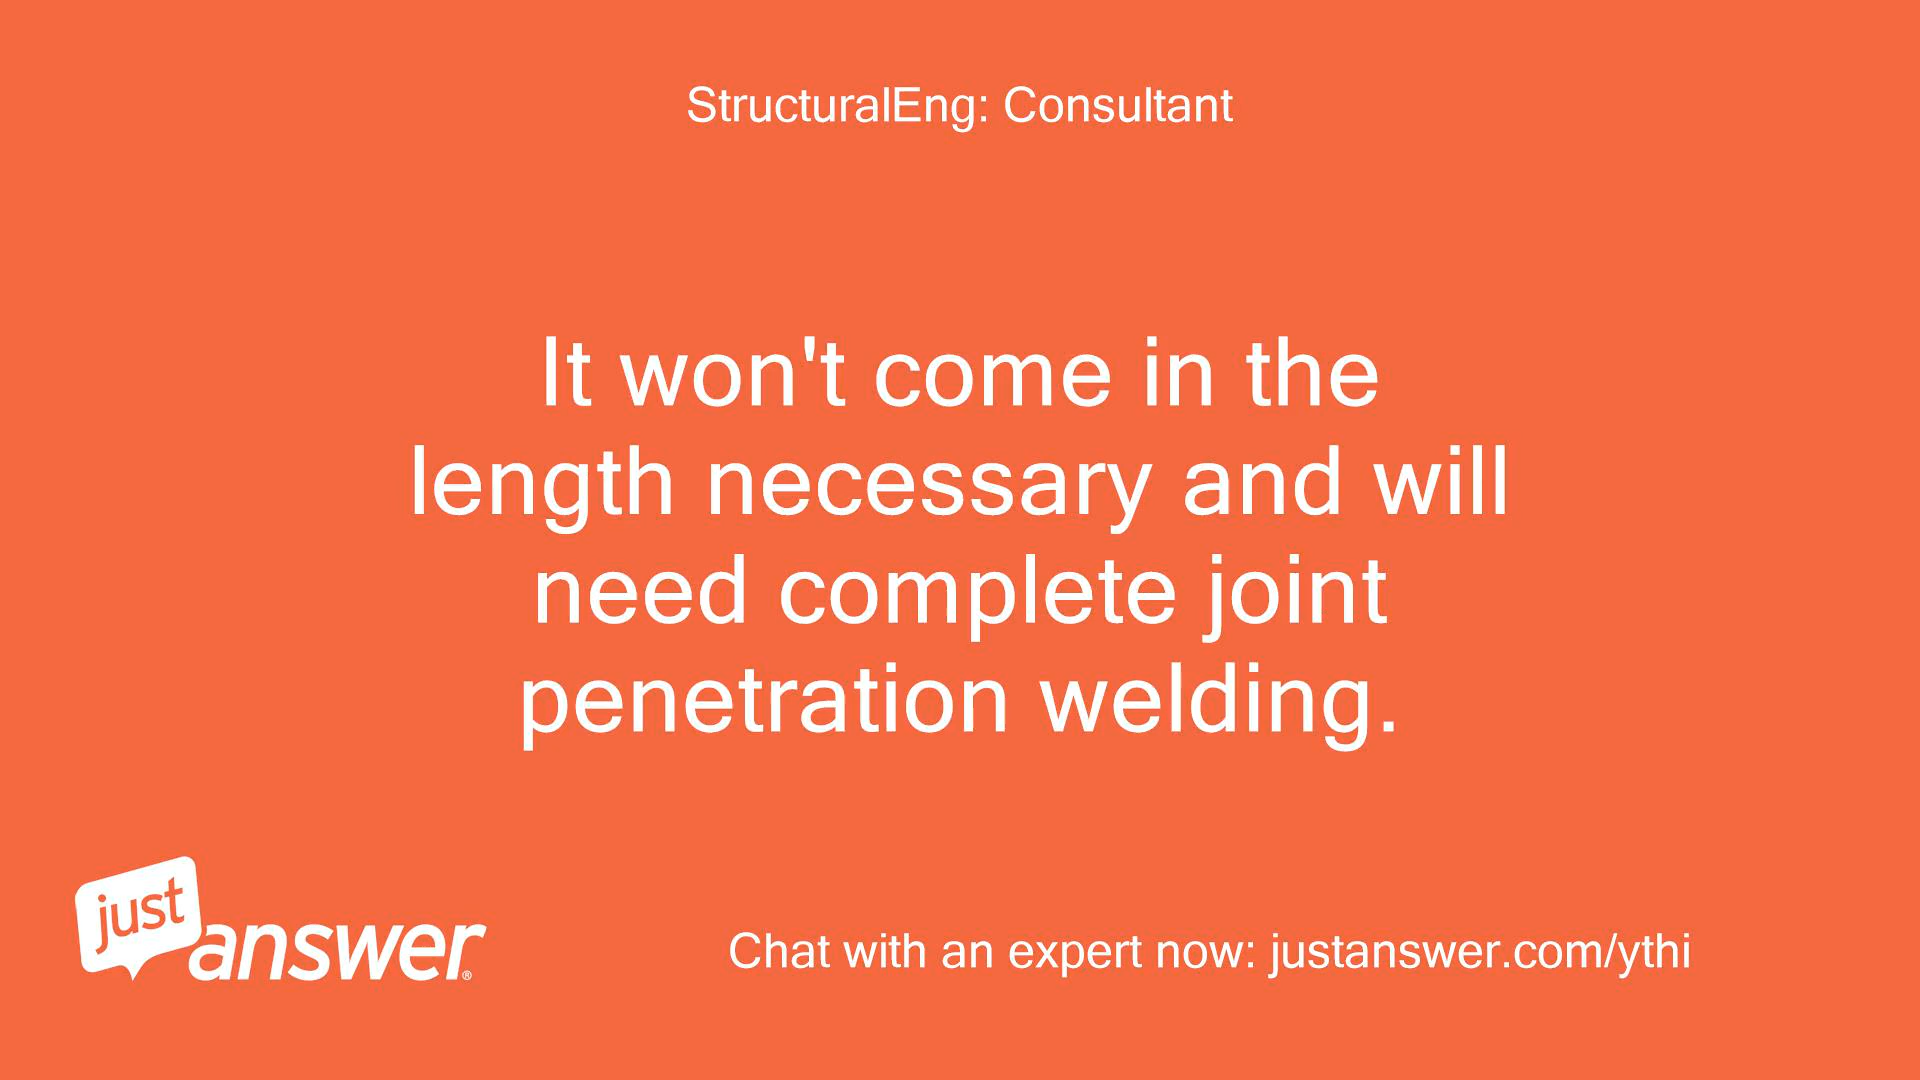 StructuralEng: Consultant
It won't come in the
length necessary and will
need complete joint
penetration welding.
just
answer®
Chat with an expert now: justanswer.com/ythi